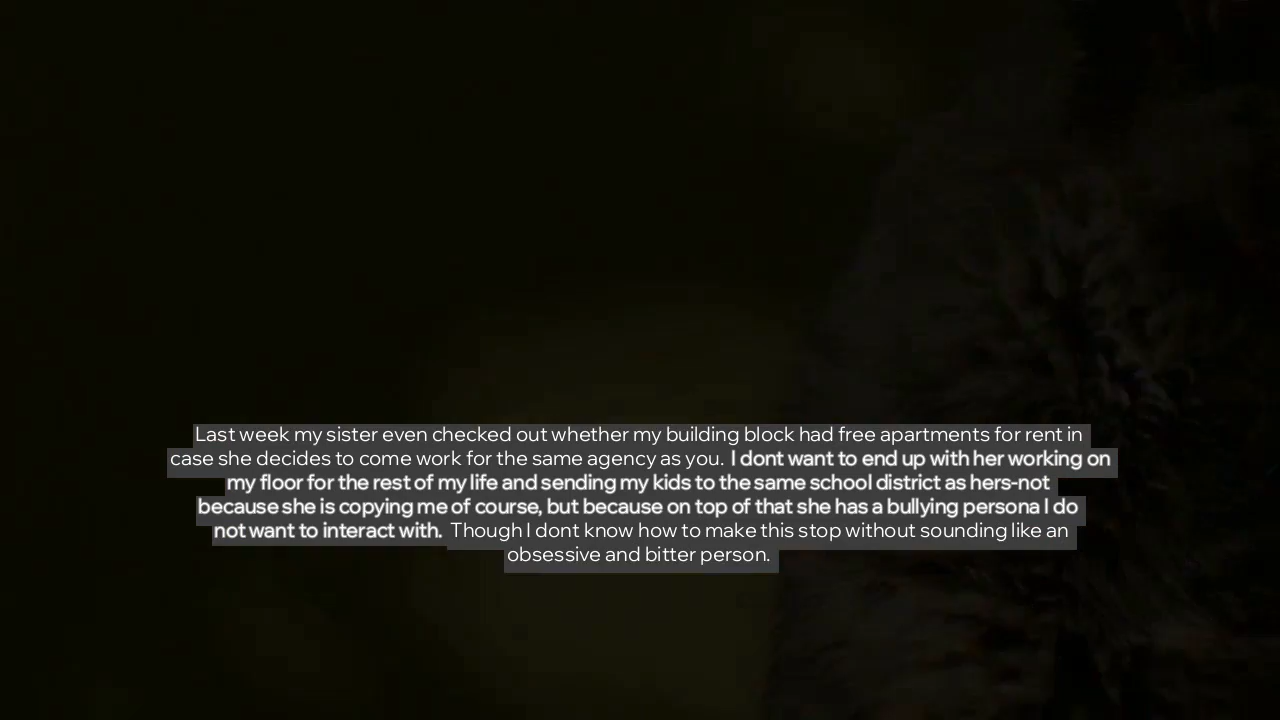 Last week my sister even checked out whether my building block had free apartments for rent in
case she decides to come work for the same agency as you. I dont want to end up with her working on
my floor for the rest of my life and sending my kids to the same school district as hers-not
because she is copying me of course, but because on top of that she has a bullying persona I do
not want to interact with. Though I dont know how to make this stop without sounding like an
obsessive and bitter person.